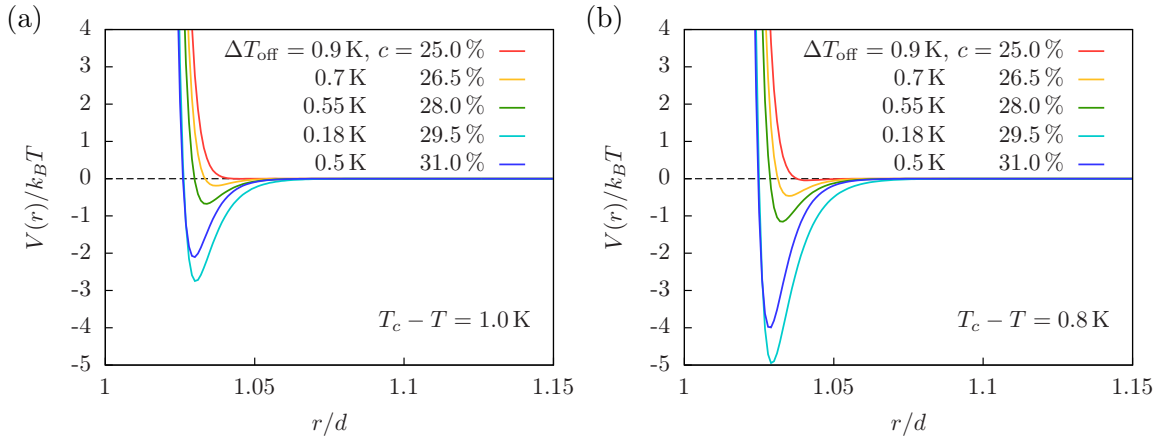 (a)
4
3
2
1
0
-1
-2
-3
-4
-5
V(r)/k_BT
ΔT_off = 0.9 K, c = 25.0 %
0.7 K 26.5 %
0.55 K 28.0 %
0.18 K 29.5 %
0.5 K 31.0 %
T_c − T = 1.0 K
1 1.05 1.1 1.15
r/d
(b)
4
3
2
1
0
-1
-2
-3
-4
-5
V(r)/k_BT
ΔT_off = 0.9 K, c = 25.0 %
0.7 K 26.5 %
0.55 K 28.0 %
0.18 K 29.5 %
0.5 K 31.0 %
T_c − T = 0.8 K
1 1.05 1.1 1.15
r/d